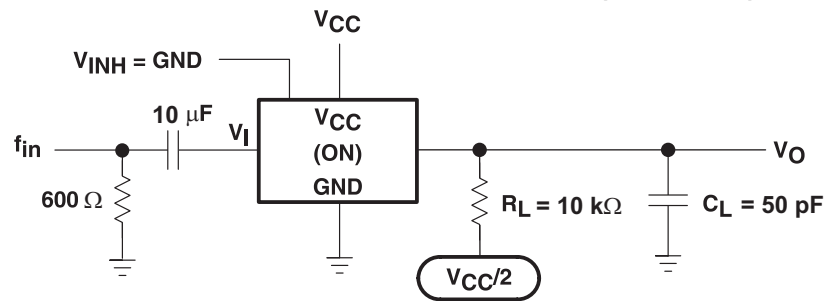 VCC
VINH = GND
10 μF
VI
VCC
(ON)
GND
fin
600 Ω
VO
RL = 10 kΩ
CL = 50 pF
VCC/2